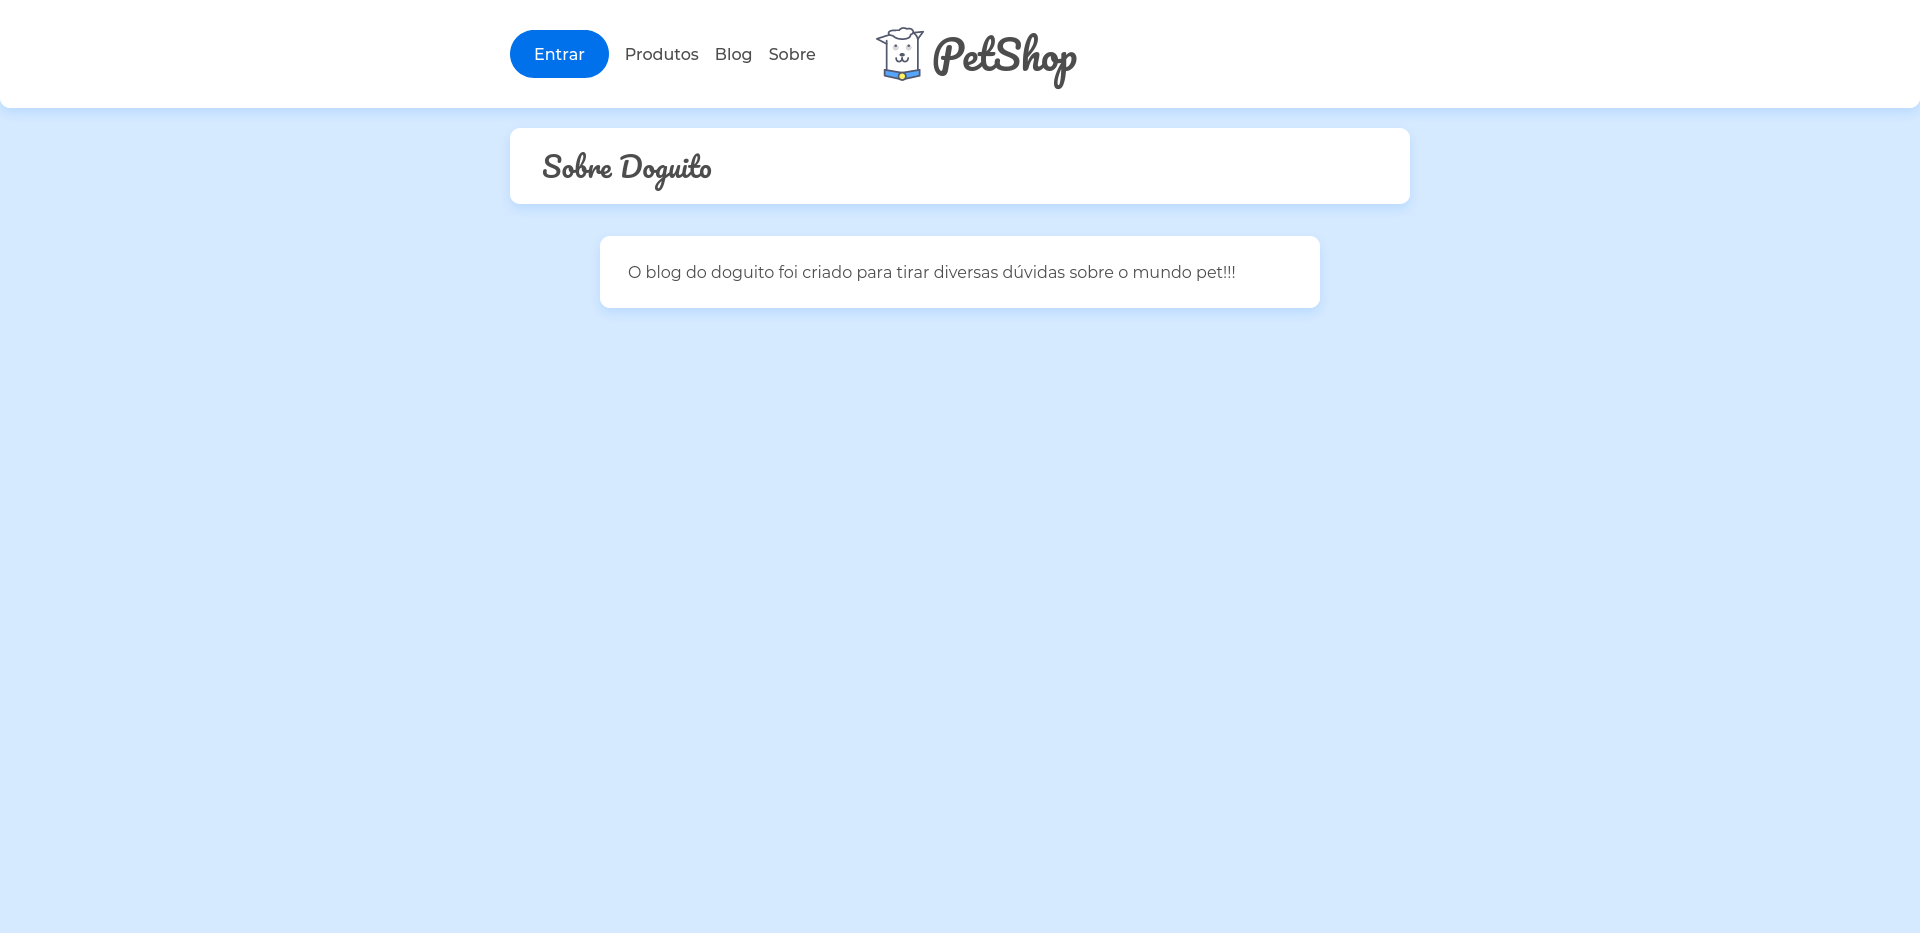 Entrar
Produtos
Blog
Sobre
PetShop
Sobre Doguito
O blog do doguito foi criado para tirar diversas dúvidas sobre o mundo pet!!!